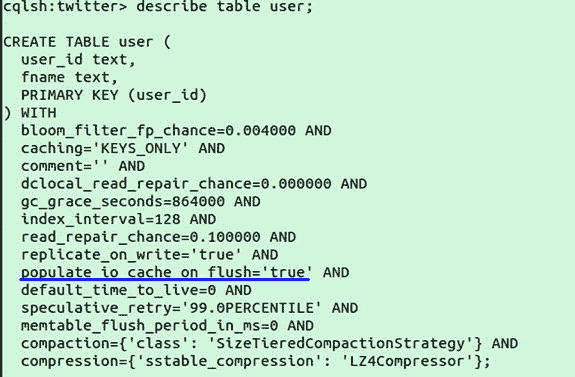 cqlsh:twitter> describe table user;
CREATE TABLE user (
  user_id text,
  fname text,
  PRIMARY KEY (user_id)
) WITH
  bloom_filter_fp_chance=0.004000 AND
  caching='KEYS_ONLY' AND
  comment='' AND
  dclocal_read_repair_chance=0.000000 AND
  gc_grace_seconds=864000 AND
  index_interval=128 AND
  read_repair_chance=0.100000 AND
  replicate_on_write='true' AND
  populate_io_cache_on_flush='true' AND
  default_time_to_live=0 AND
  speculative_retry='99.0PERCENTILE' AND
  memtable_flush_period_in_ms=0 AND
  compaction={'class': 'SizeTieredCompactionStrategy'} AND
  compression={'sstable_compression': 'LZ4Compressor'};